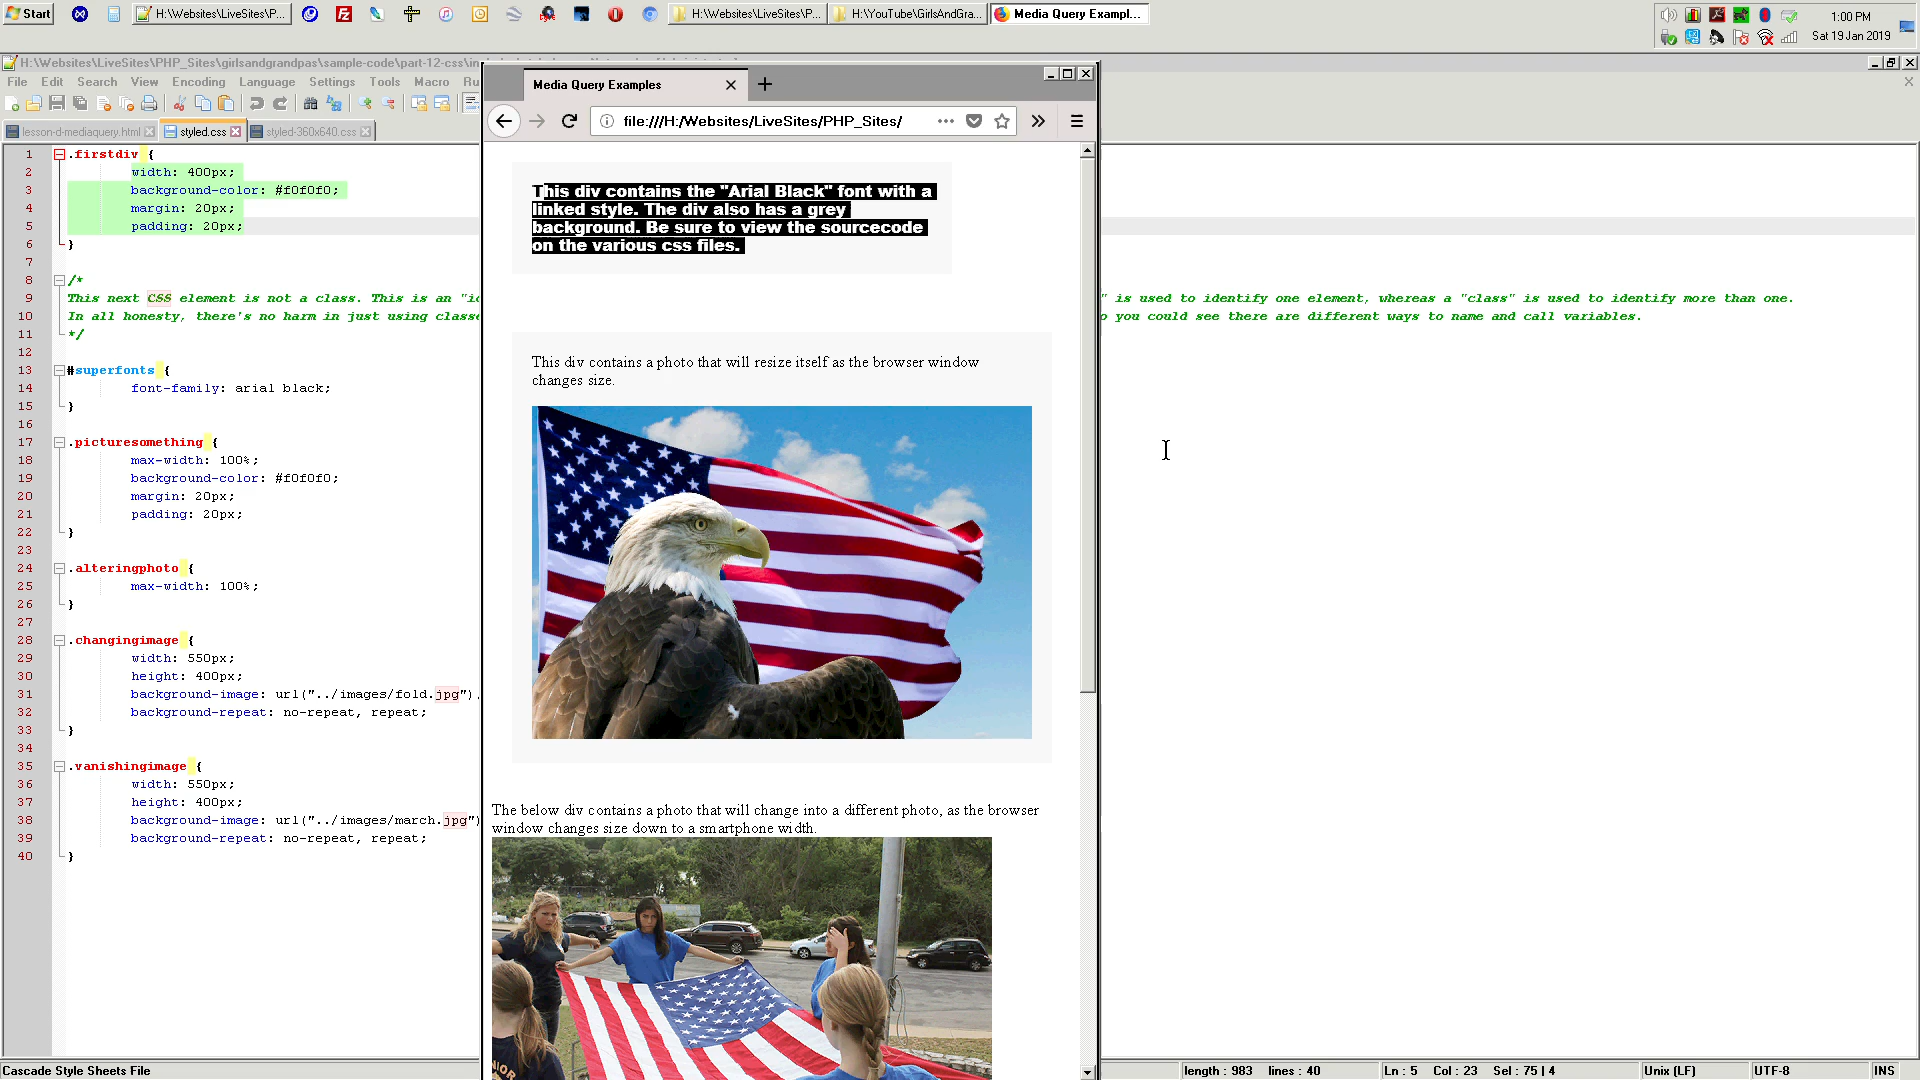 Start
H:\Websites\LiveSites\P...
H:\Websites\LiveSites\P...
H:\YouTube\GirlsAndGra...
Media Query Exampl...
1:00 PM
Sat 19 Jan 2019
H:\Websites\LiveSites\PHP_Sites\girlsandgrandpas\sample-code\part-12-css\in
File Edit Search View Encoding Language Settings Tools Macro Ru
lesson-d-mediaquery.html
styled.css
styled-360x640.css
1 .firstdiv {
2 width: 400px;
3 background-color: #f0f0f0;
4 margin: 20px;
5 padding: 20px;
6 }
7
8 /*
9 This next CSS element is not a class. This is an "i
" is used to identify one element, whereas a "class" is used to identify more than one.
10 In all honesty, there's no harm in just using classe
o you could see there are different ways to name and call variables.
11 */
12
13 #superfonts {
14 font-family: arial black;
15 }
16
17 .picturesomething {
18 max-width: 100%;
19 background-color: #f0f0f0;
20 margin: 20px;
21 padding: 20px;
22 }
23
24 .alteringphoto {
25 max-width: 100%;
26 }
27
28 .changingimage {
29 width: 550px;
30 height: 400px;
31 background-image: url("../images/fold.jpg")
32 background-repeat: no-repeat, repeat;
33 }
34
35 .vanishingimage {
36 width: 550px;
37 height: 400px;
38 background-image: url("../images/march.jpg")
39 background-repeat: no-repeat, repeat;
40 }
Media Query Examples
file:///H:/Websites/LiveSites/PHP_Sites/
This div contains the "Arial Black" font with a
linked style. The div also has a grey
background. Be sure to view the sourcecode
on the various css files.
This div contains a photo that will resize itself as the browser window
changes size.
The below div contains a photo that will change into a different photo, as the browser
window changes size down to a smartphone width.
Cascade Style Sheets File
length : 983 lines : 40
Ln : 5 Col : 23 Sel : 75 | 4
Unix (LF)
UTF-8
INS